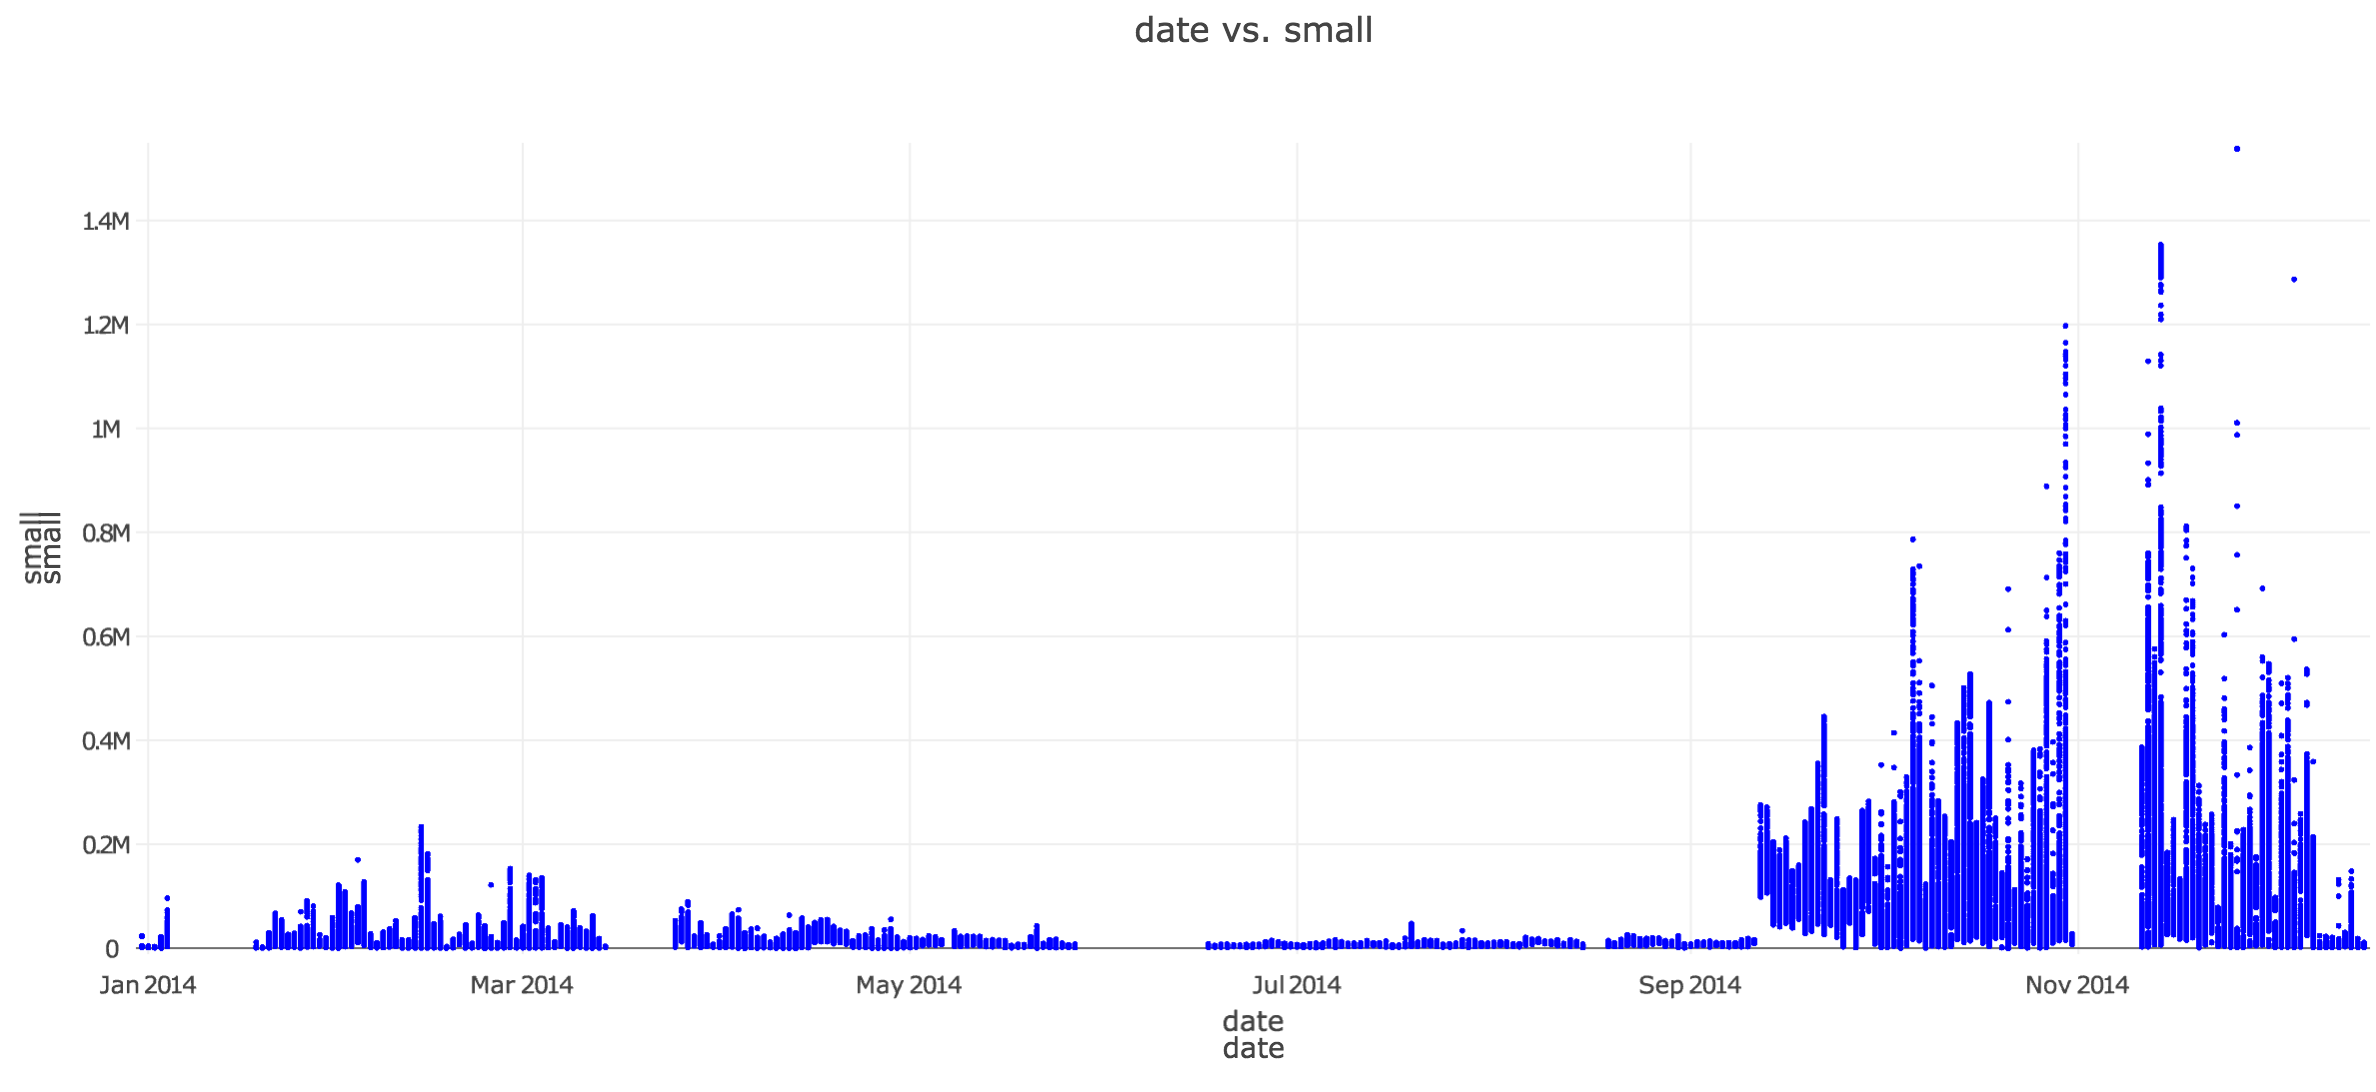 date vs. small
1.4M
1.2M
1M
0.8M
0.6M
0.4M
0.2M
0
small
small
Jan 2014 Mar 2014 May 2014 Jul 2014 Sep 2014 Nov 2014
date
date